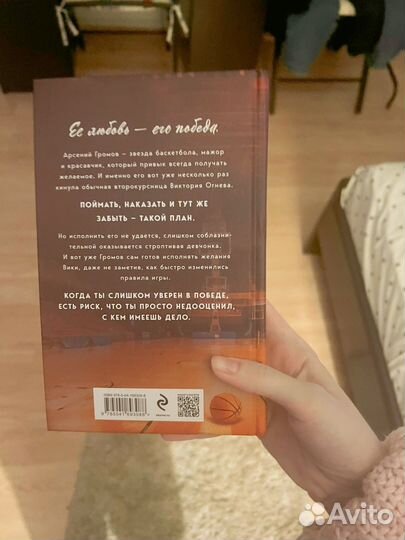 Ее любовь — его победа.
Арсений Громов – звезда баскетбола, мажор
и красавчик, который привык всегда получать
желаемое. И именно его вот уже несколько раз
кинула обычная второкурсница Виктория Огнева.
ПОЙМАТЬ, НАКАЗАТЬ И ТУТ ЖЕ
ЗАБЫТЬ – ТАКОЙ ПЛАН.
Но исполнить его не удается, слишком соблазни-
тельной оказывается строптивая девчонка.
И вот уже Громов сам готов исполнять желания
Вики, даже не заметив, как быстро изменились
правила игры.
КОГДА ТЫ СЛИШКОМ УВЕРЕН В ПОБЕДЕ,
ЕСТЬ РИСК, ЧТО ТЫ ПРОСТО НЕДООЦЕНИЛ,
С КЕМ ИМЕЕШЬ ДЕЛО.
Avito